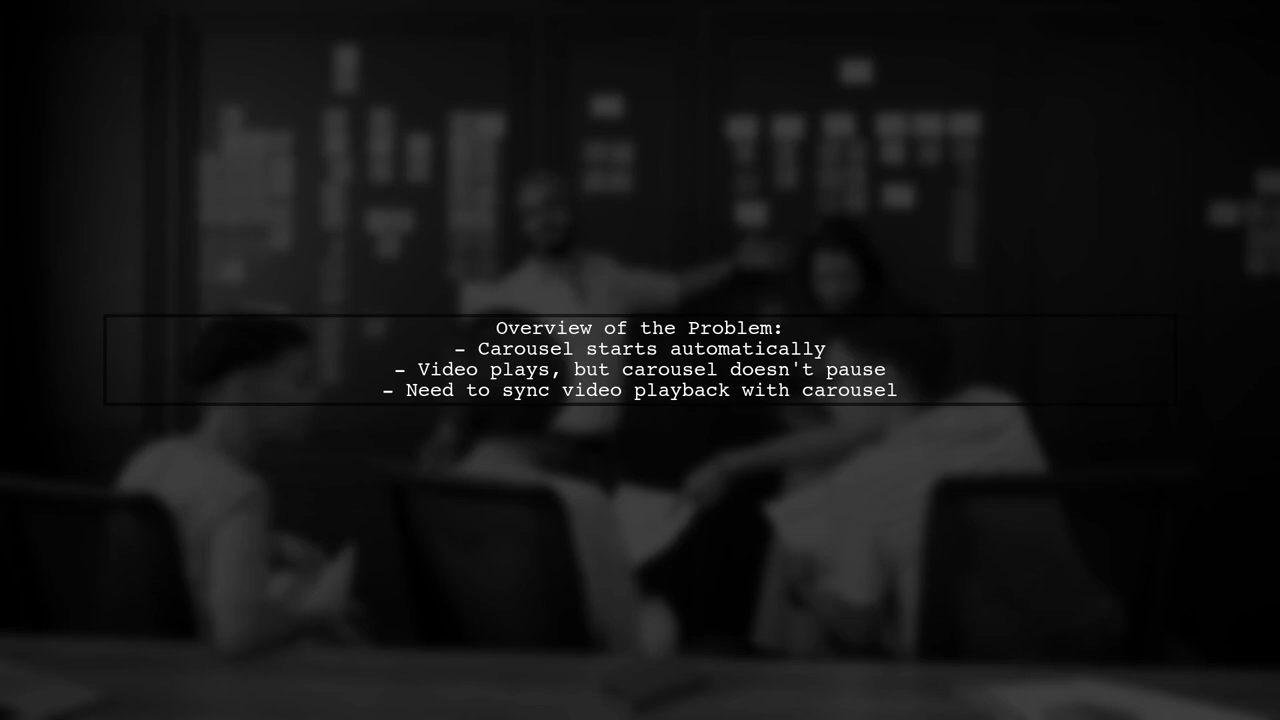 Overview of the Problem:
- Carousel starts automatically
- Video plays, but carousel doesn't pause
- Need to sync video playback with carousel